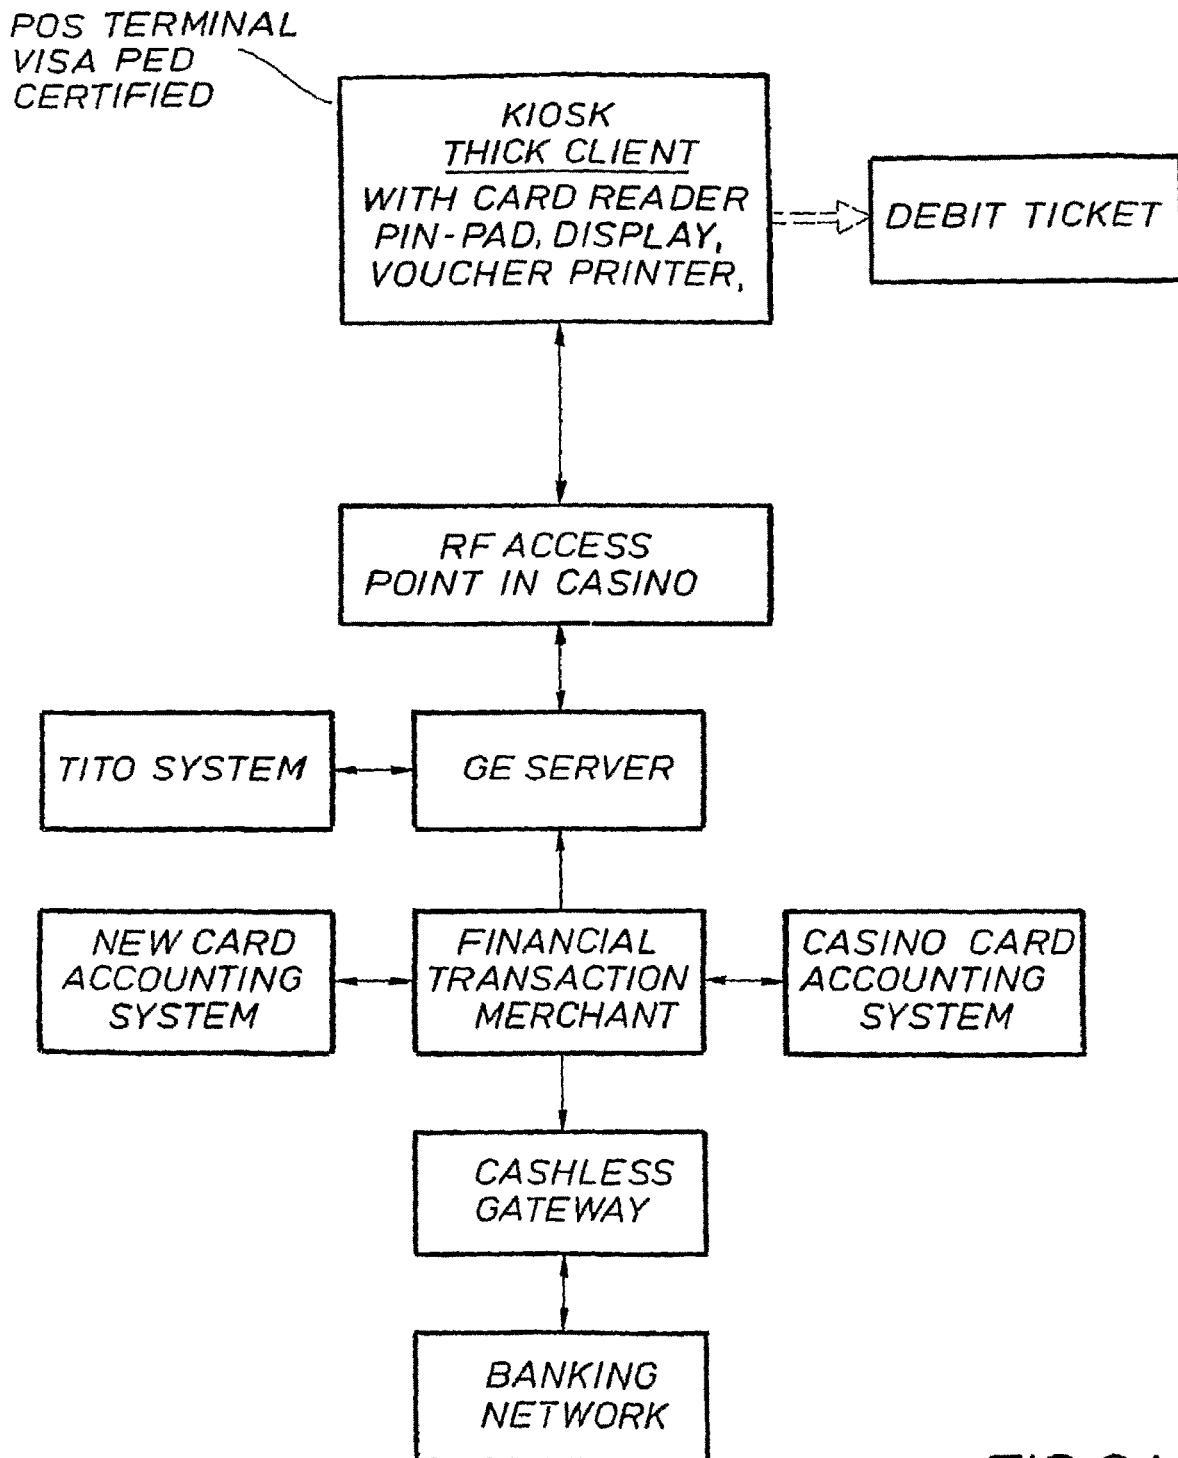 POS TERMINAL
VISA PED
CERTIFIED
KIOSK
THICK CLIENT
WITH CARD READER
PIN-PAD, DISPLAY,
VOUCHER PRINTER,
DEBIT TICKET
RF ACCESS
POINT IN CASINO
TITO SYSTEM
GE SERVER
NEW CARD
ACCOUNTING
SYSTEM
FINANCIAL
TRANSACTION
MERCHANT
CASINO CARD
ACCOUNTING
SYSTEM
CASHLESS
GATEWAY
BANKING
NETWORK